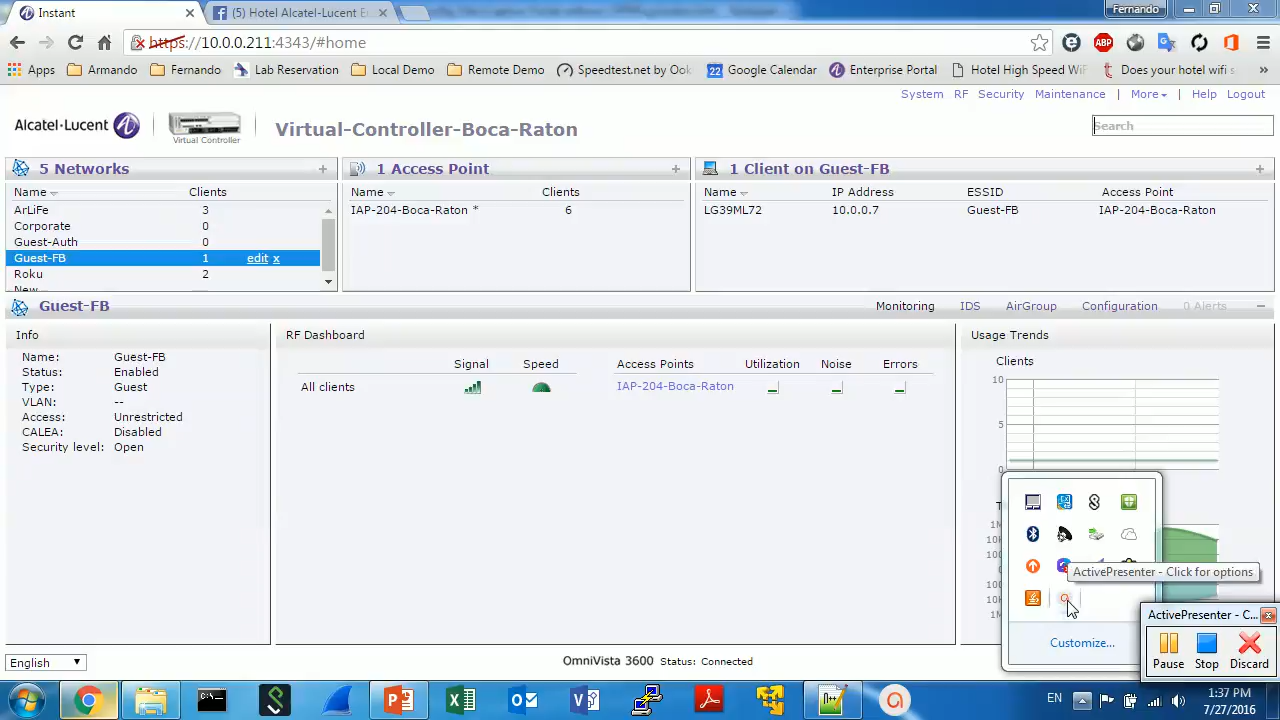 Instant
(5) Hotel Alcatel-Lucent E
Fernando
https://10.0.0.211:4343/#home
Apps
Armando
Fernando
Lab Reservation
Local Demo
Remote Demo
Speedtest.net by Ook
22 Google Calendar
Enterprise Portal
Hotel High Speed WiF
Does your hotel wifi s
»
System RF Security Maintenance More Help Logout
Alcatel·Lucent
Virtual Controller
Virtual-Controller-Boca-Raton
Search
5 Networks +
Name Clients
ArLiFe 3
Corporate 0
Guest-Auth 0
Guest-FB 1 edit x
Roku 2
New
1 Access Point +
Name Clients
IAP-204-Boca-Raton * 6
1 Client on Guest-FB +
Name IP Address ESSID Access Point
LG39ML72 10.0.0.7 Guest-FB IAP-204-Boca-Raton
Guest-FB
Monitoring IDS AirGroup Configuration 0 Alerts
Info
Name: Guest-FB
Status: Enabled
Type: Guest
VLAN: --
Access: Unrestricted
CALEA: Disabled
Security level: Open
RF Dashboard
Signal Speed
All clients
Access Points Utilization Noise Errors
IAP-204-Boca-Raton
Usage Trends
Clients
10
5
0
ActivePresenter - Click for options
Customize...
ActivePresenter - C...
Pause Stop Discard
English
OmniVista 3600 Status: Connected
EN
1:37 PM
7/27/2016